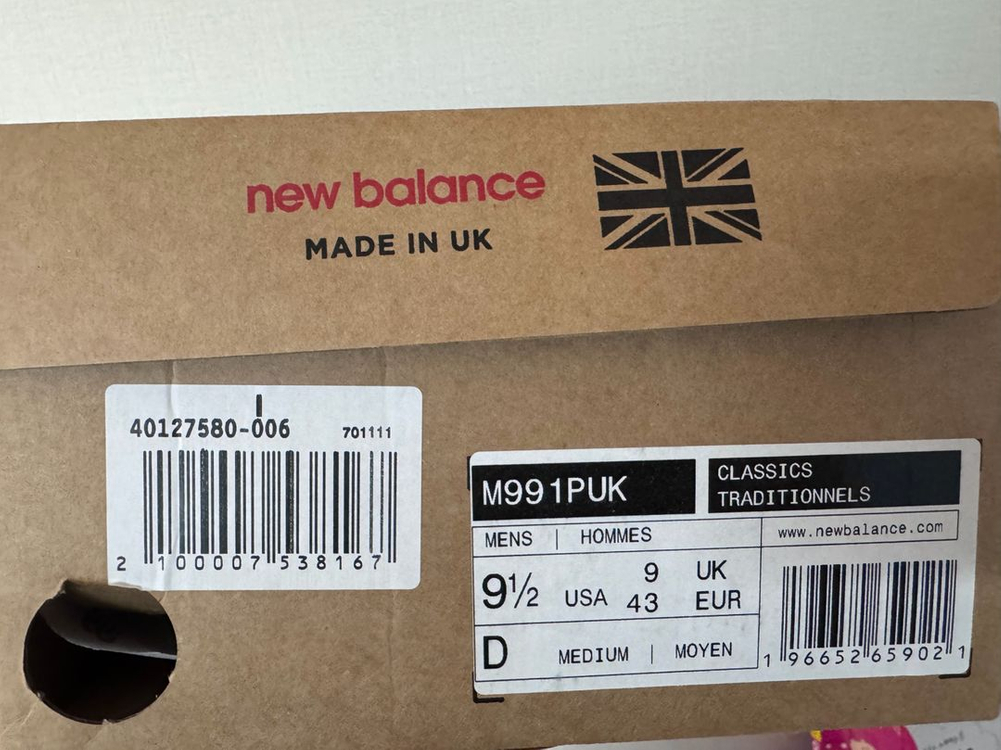 new balance
MADE IN UK
40127580-006 701111
2 100007 538167
M991PUK
CLASSICS
TRADITIONNELS
MENS | HOMMES
www.newbalance.com
9½ USA
9 UK
43 EUR
D MEDIUM | MOYEN
1 96652 65902 1